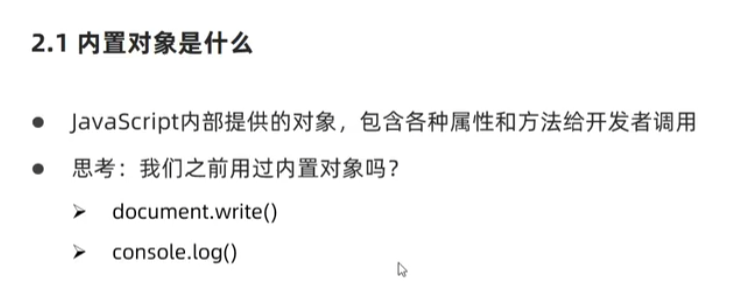 2.1 内置对象是什么
● JavaScript内部提供的对象，包含各种属性和方法给开发者调用
● 思考：我们之前用过内置对象吗？
➢ document.write()
➢ console.log()